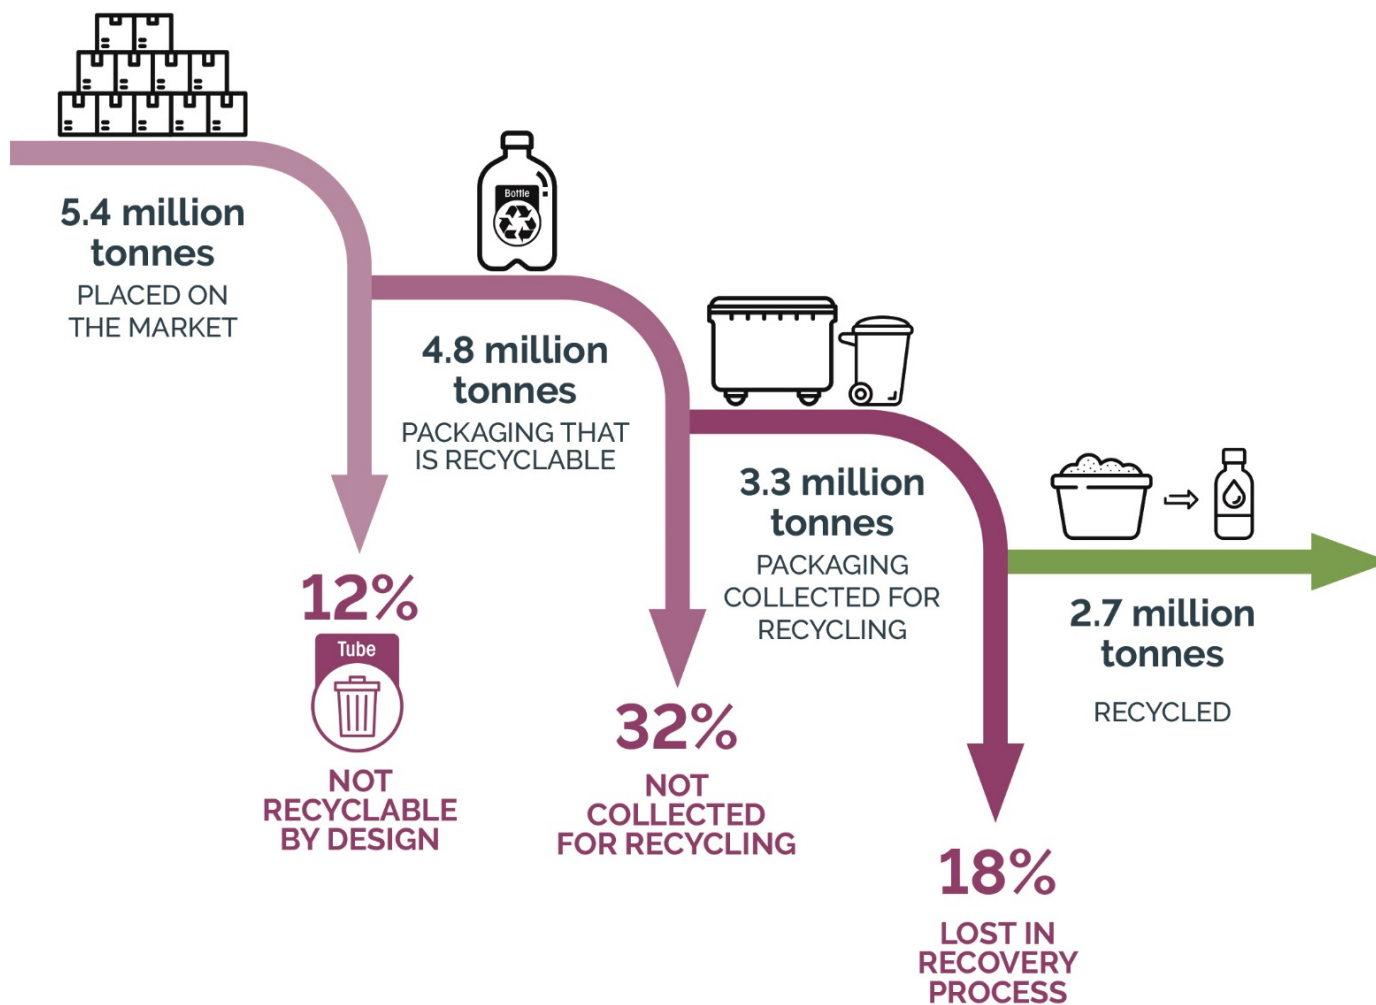 5.4 million
tonnes
PLACED ON
THE MARKET
Bottle
4.8 million
tonnes
PACKAGING THAT
IS RECYCLABLE
3.3 million
tonnes
PACKAGING
COLLECTED FOR
RECYCLING
2.7 million
tonnes
RECYCLED
12%
Tube
NOT
RECYCLABLE
BY DESIGN
32%
NOT
COLLECTED
FOR RECYCLING
18%
LOST IN
RECOVERY
PROCESS